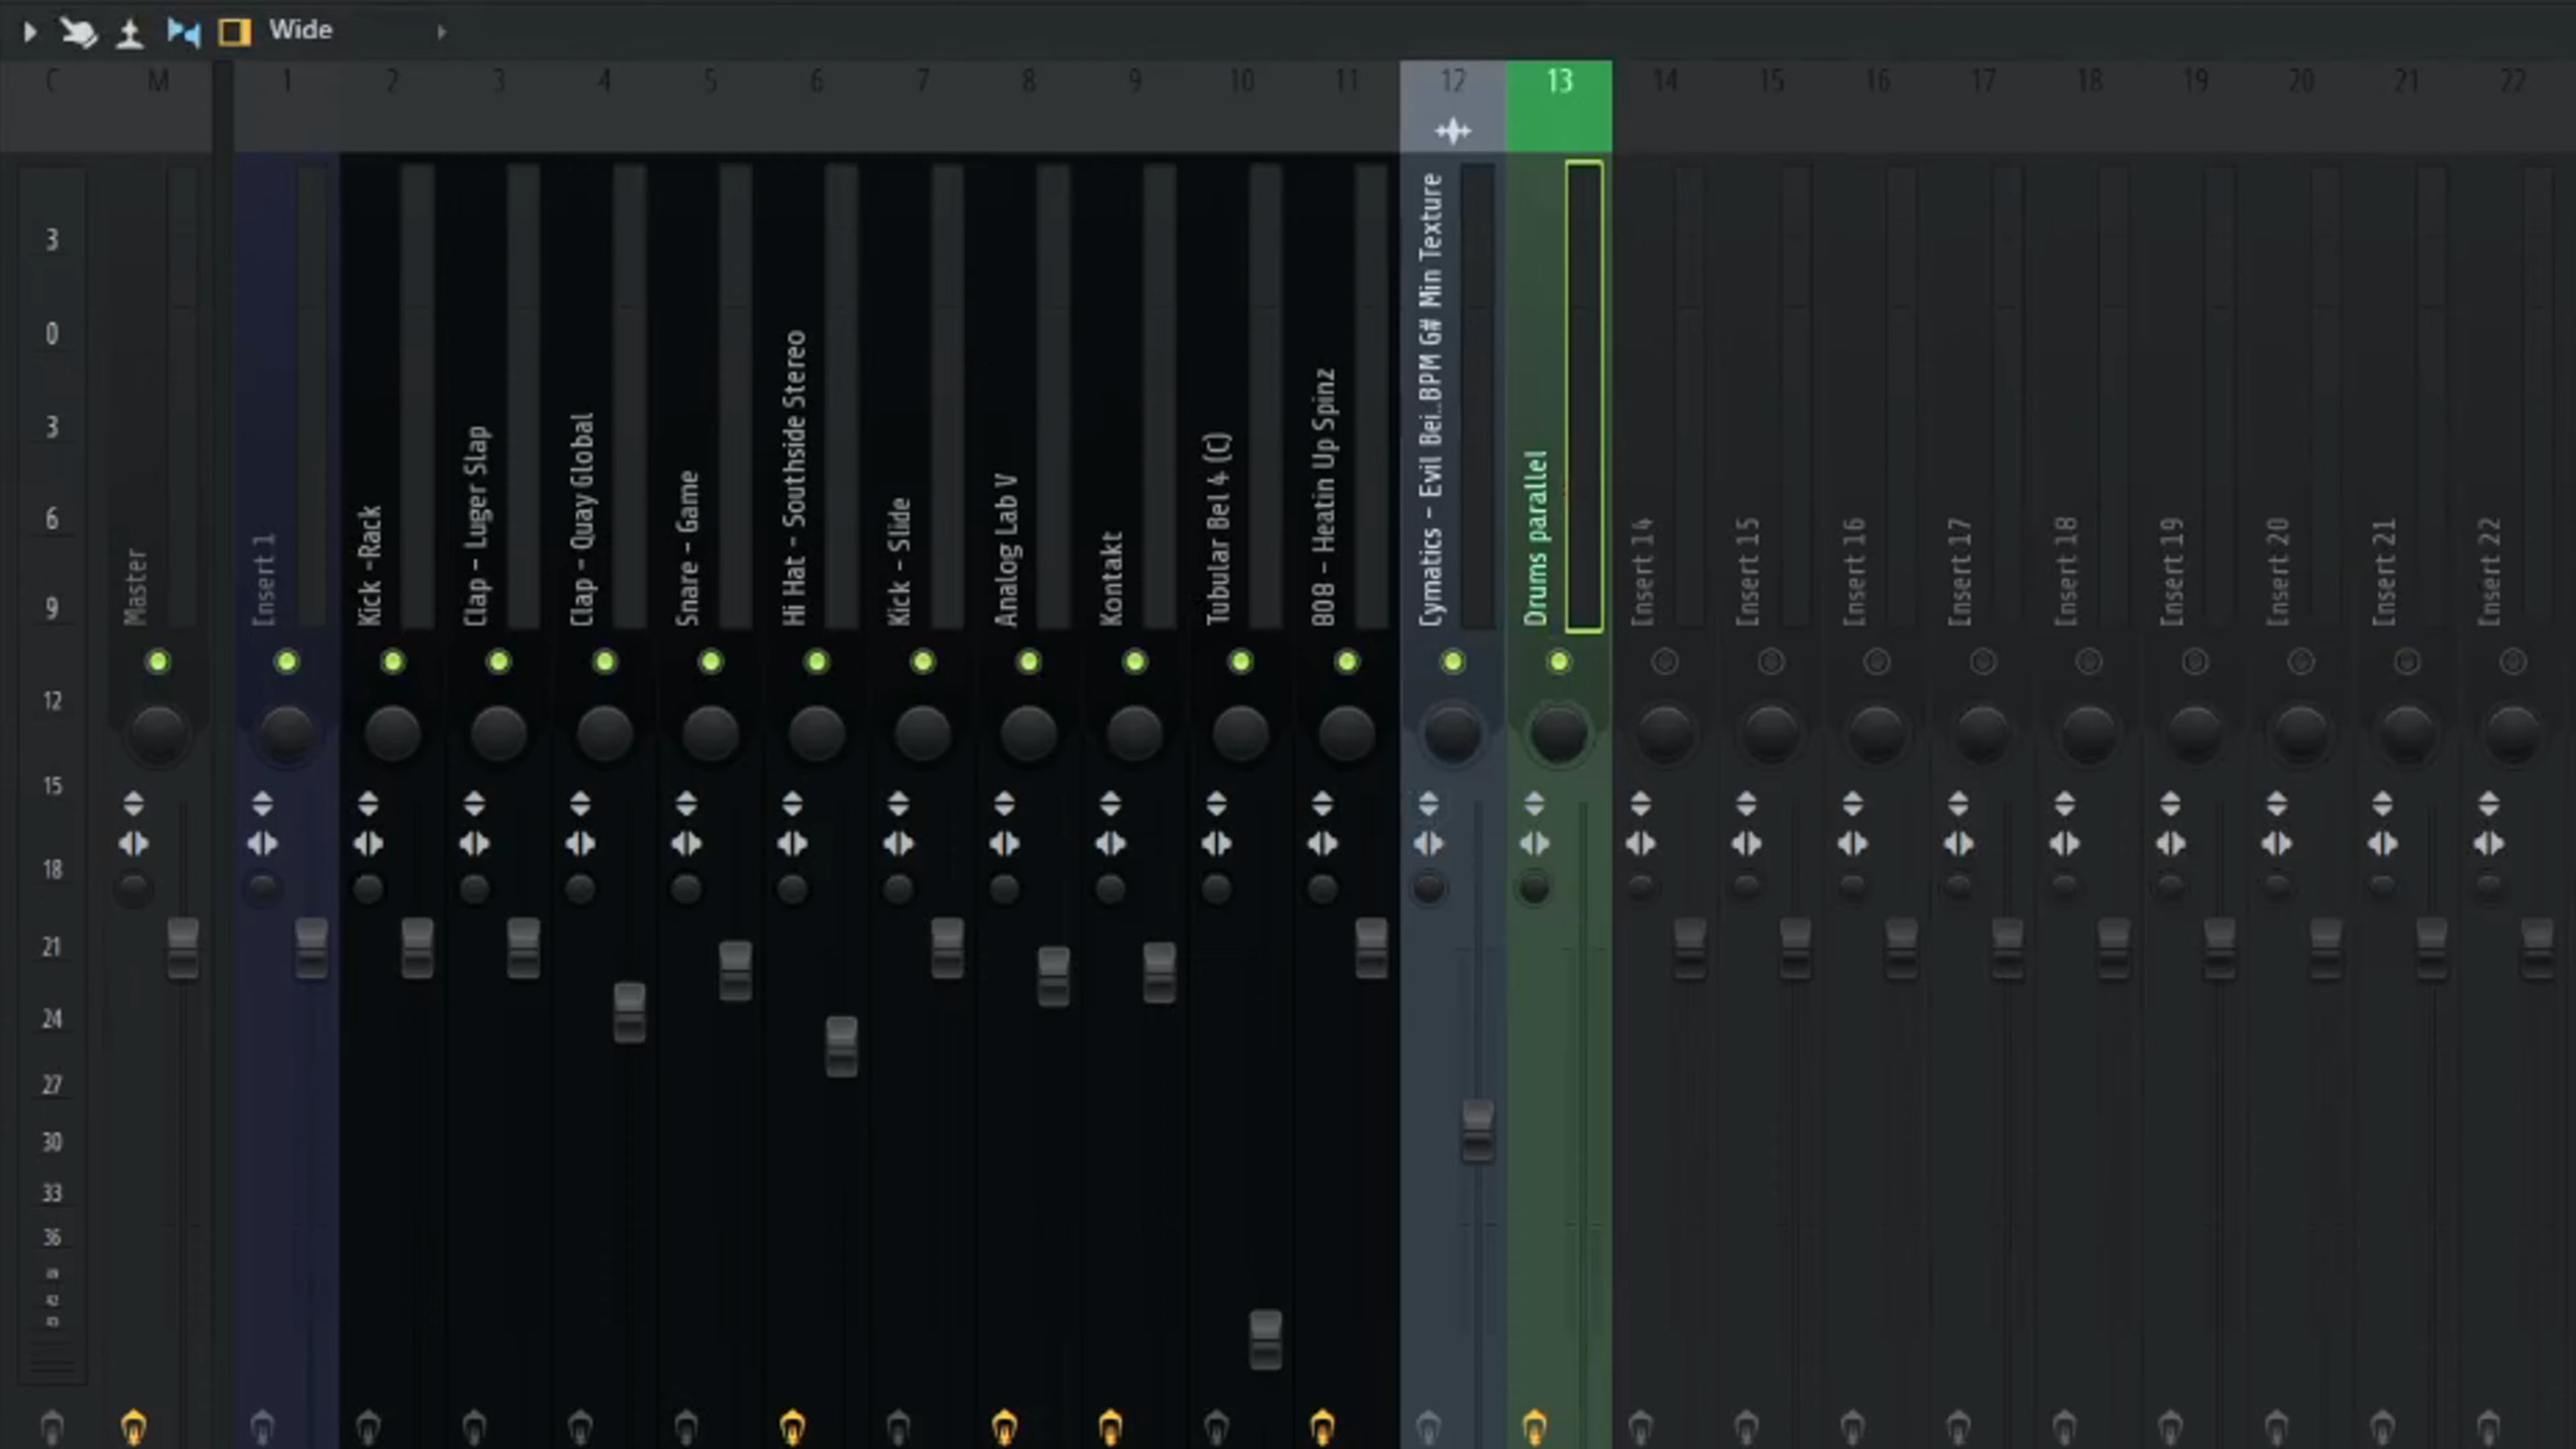 Wide
C M 1 2 3 4 5 6 7 8 9 10 11 12 13 14 15 16 17 18 19 20 21 22
3
0
3
6
9
12
15
18
21
24
27
30
33
36
42
Master
Insert 1
Kick -Rack
Clap - Luger Slap
Clap - Quay Global
Snare - Game
Hi Hat - Southside Stereo
Kick - Slide
Analog Lab V
Kontakt
Tubular Bel 4 (C)
808 - Heatin Up Spinz
Cymatics - Evil Bei..BPM G# Min Texture
Drums parallel
Insert 14
Insert 15
Insert 16
Insert 17
Insert 18
Insert 19
Insert 20
Insert 21
Insert 22